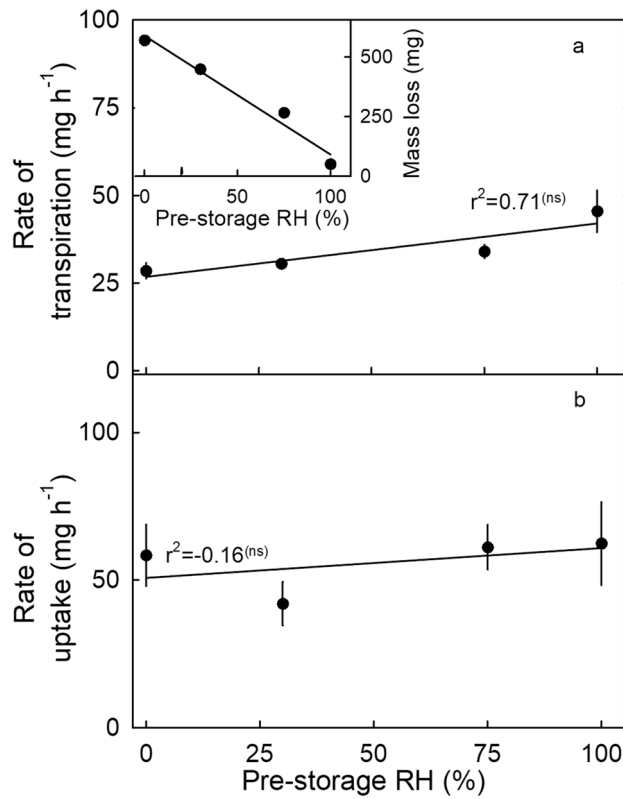 100
75
50
25
0
Rate of
transpiration (mg h⁻¹)
a
500
250
0
Mass loss (mg)
0
50
100
Pre-storage RH (%)
r²=0.71(ns)
b
100
50
0
Rate of
uptake (mg h⁻¹)
r²=-0.16(ns)
0
25
50
75
100
Pre-storage RH (%)